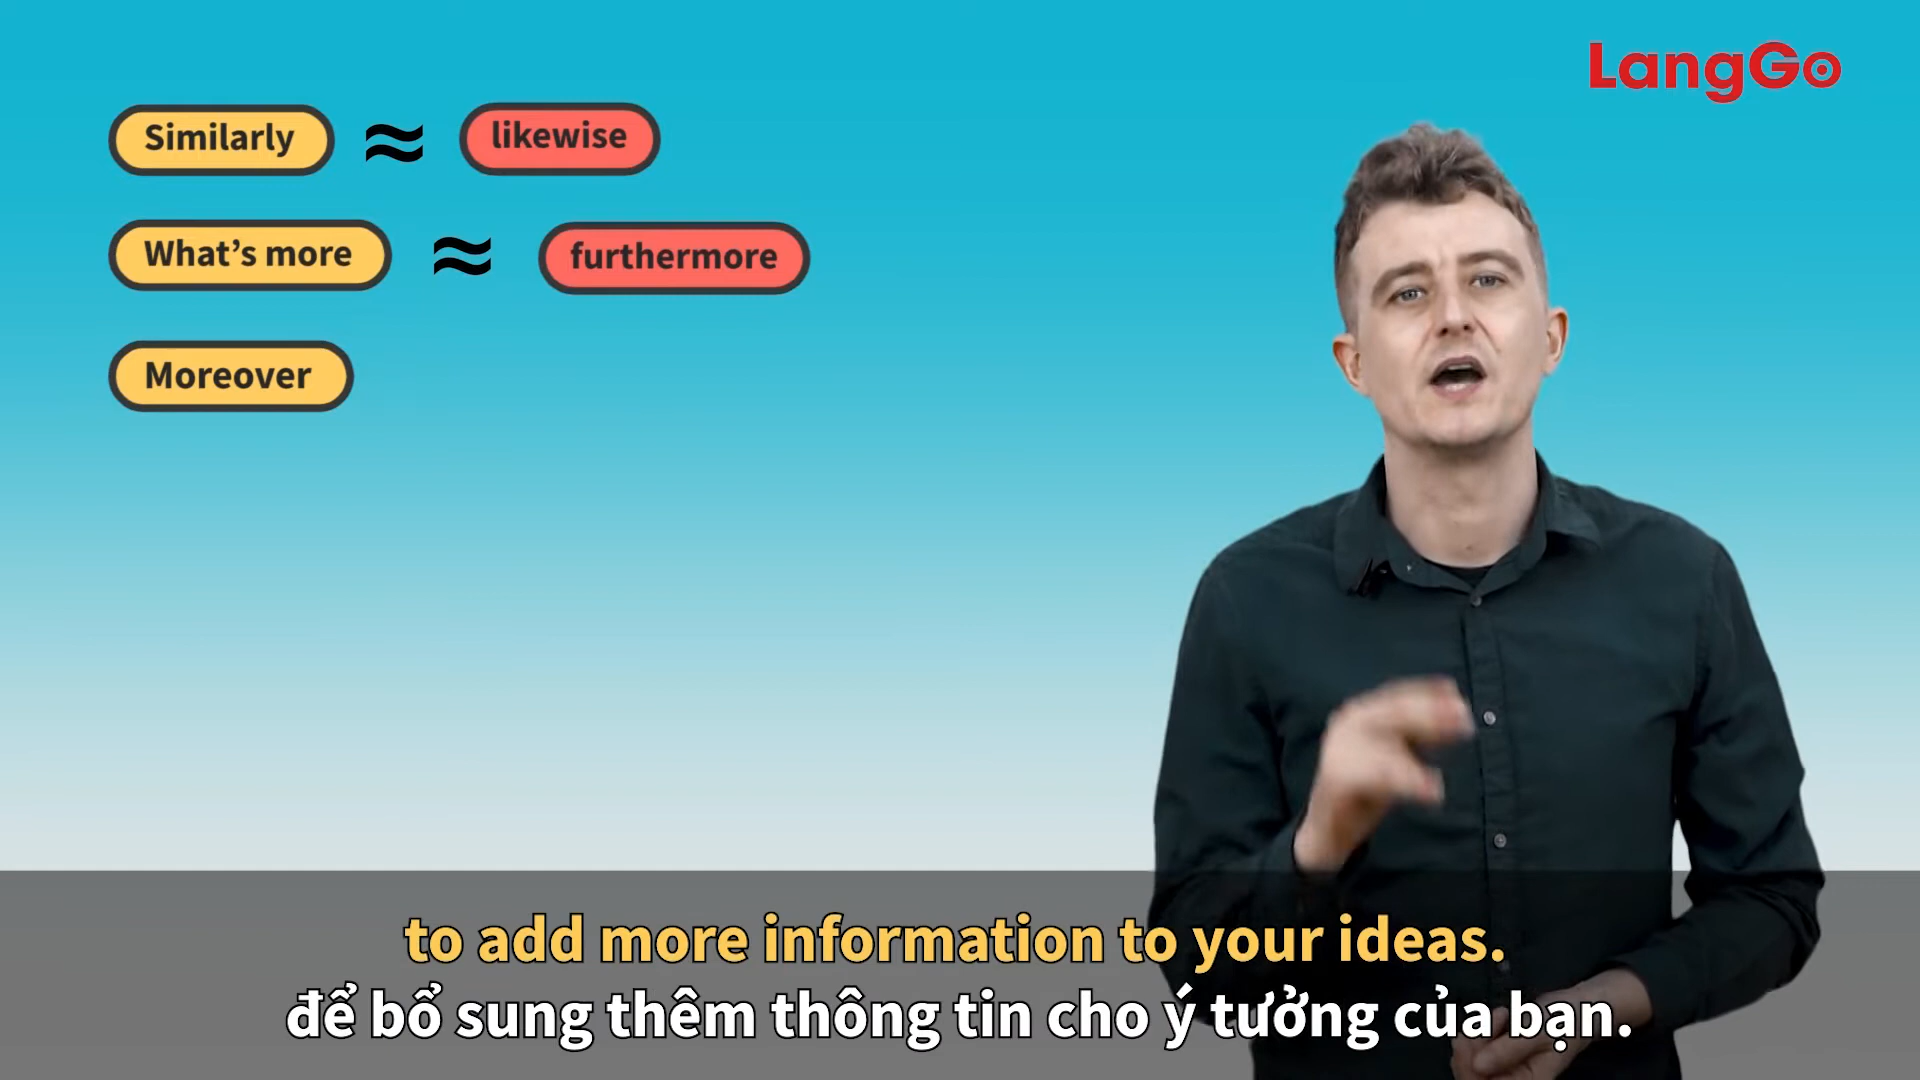 LangGo
Similarly ≈ likewise
What's more ≈ furthermore
Moreover
to add more information to your ideas.
để bổ sung thêm thông tin cho ý tưởng của bạn.